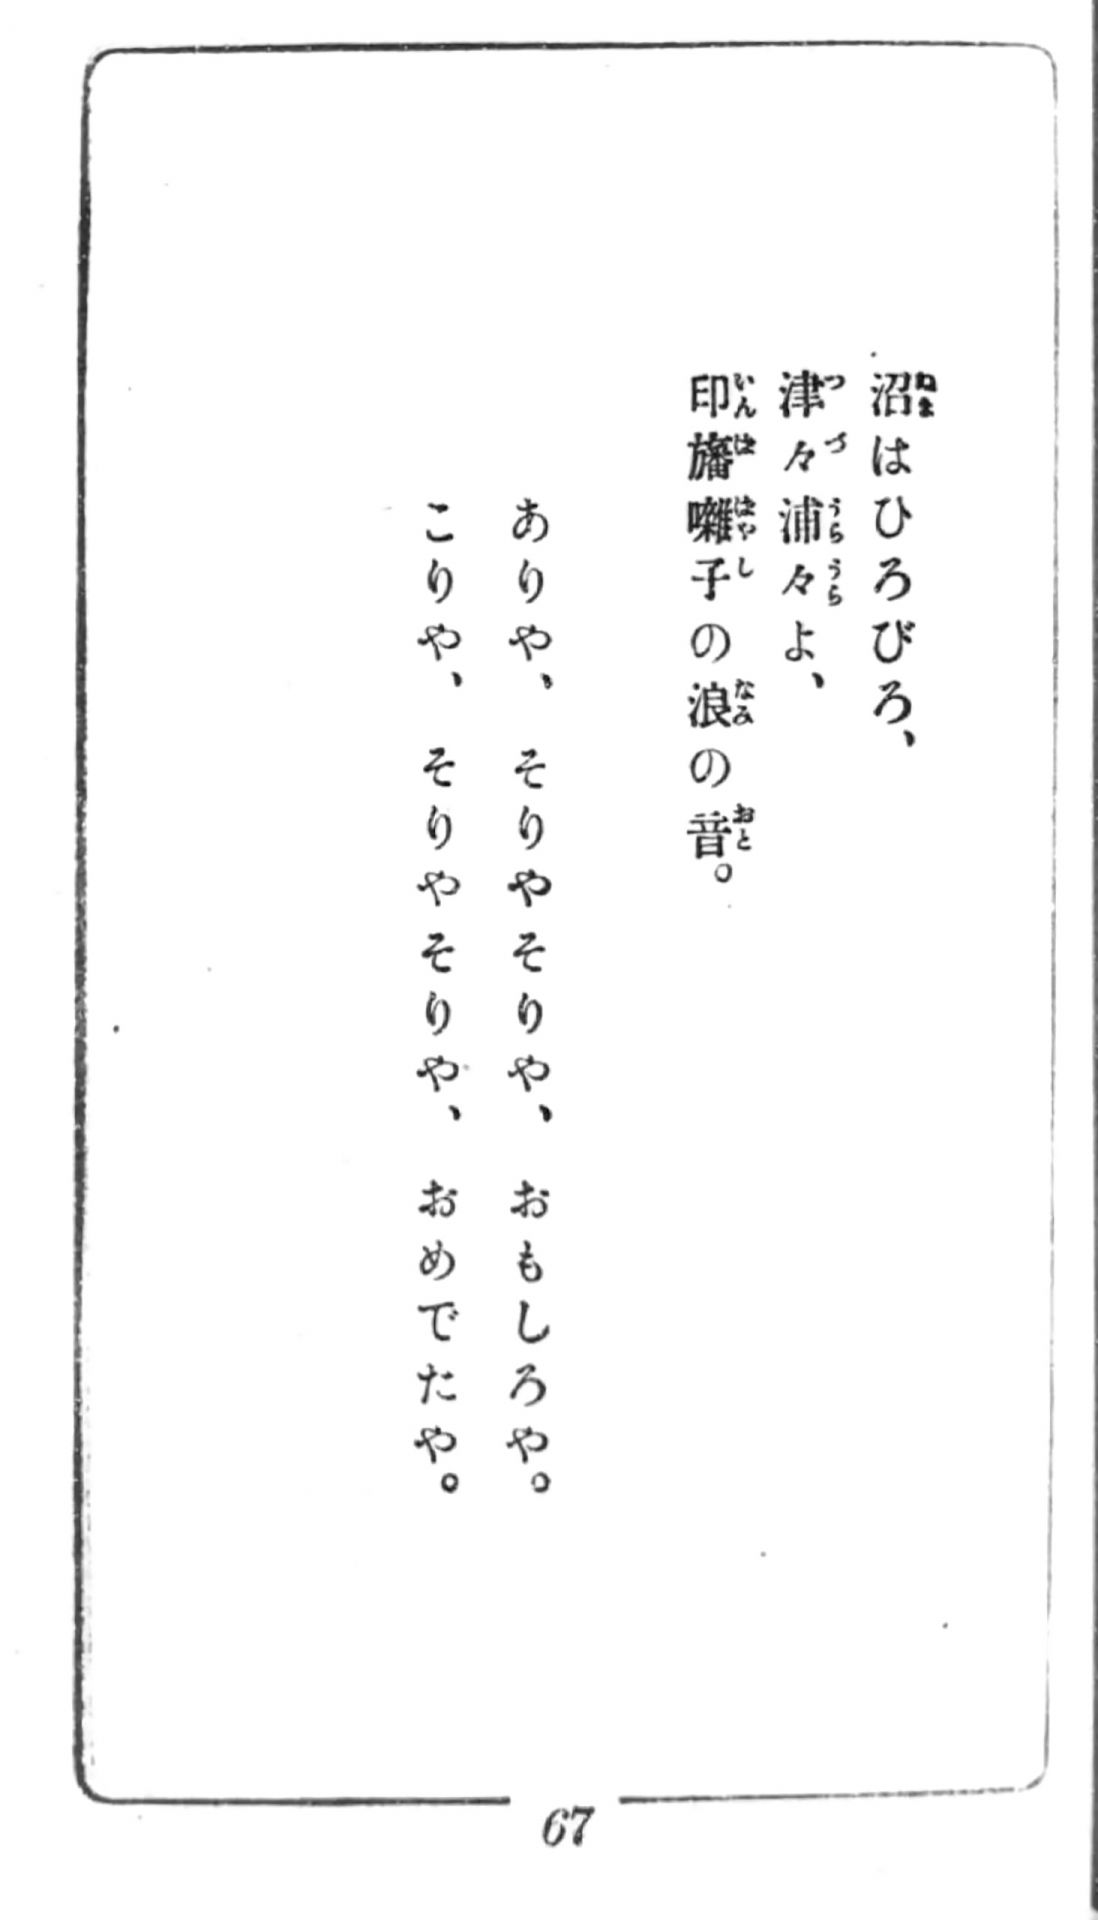 沼はひろびろ、
津々浦々よ、
印旛囃子の浪の音。
ありや、 そりやそりや、 おもしろや。
こりや、 そりやそりや、 おめでたや。
67